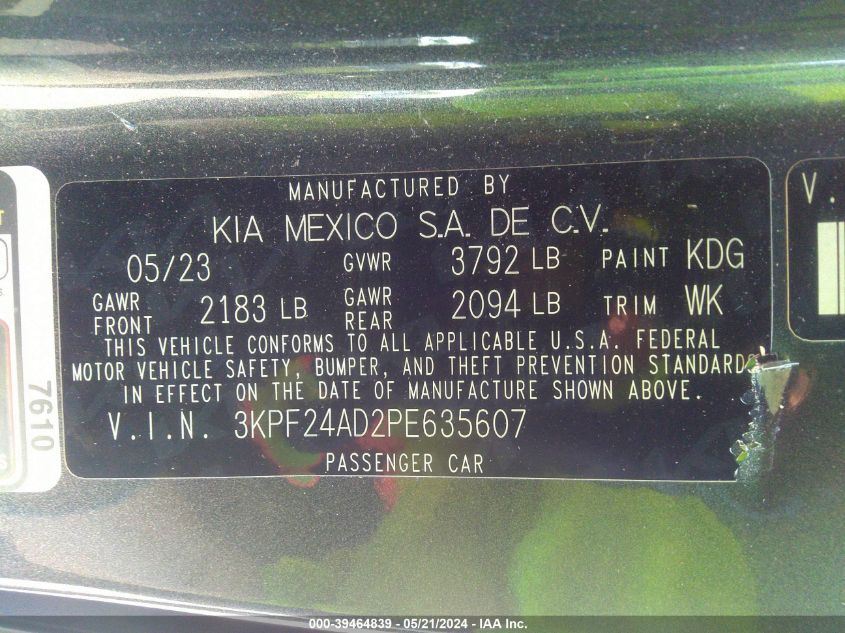 MANUFACTURED BY
KIA MEXICO S.A. DE C.V.
05/23 GVWR 3792 LB PAINT KDG
GAWR FRONT 2183 LB GAWR REAR 2094 LB TRIM WK
THIS VEHICLE CONFORMS TO ALL APPLICABLE U.S.A. FEDERAL
MOTOR VEHICLE SAFETY, BUMPER, AND THEFT PREVENTION STANDARDS
IN EFFECT ON THE DATE OF MANUFACTURE SHOWN ABOVE.
V.I.N. 3KPF24AD2PE635607
PASSENGER CAR
7610
V.
000-39464839 - 05/21/2024 - IAA Inc.